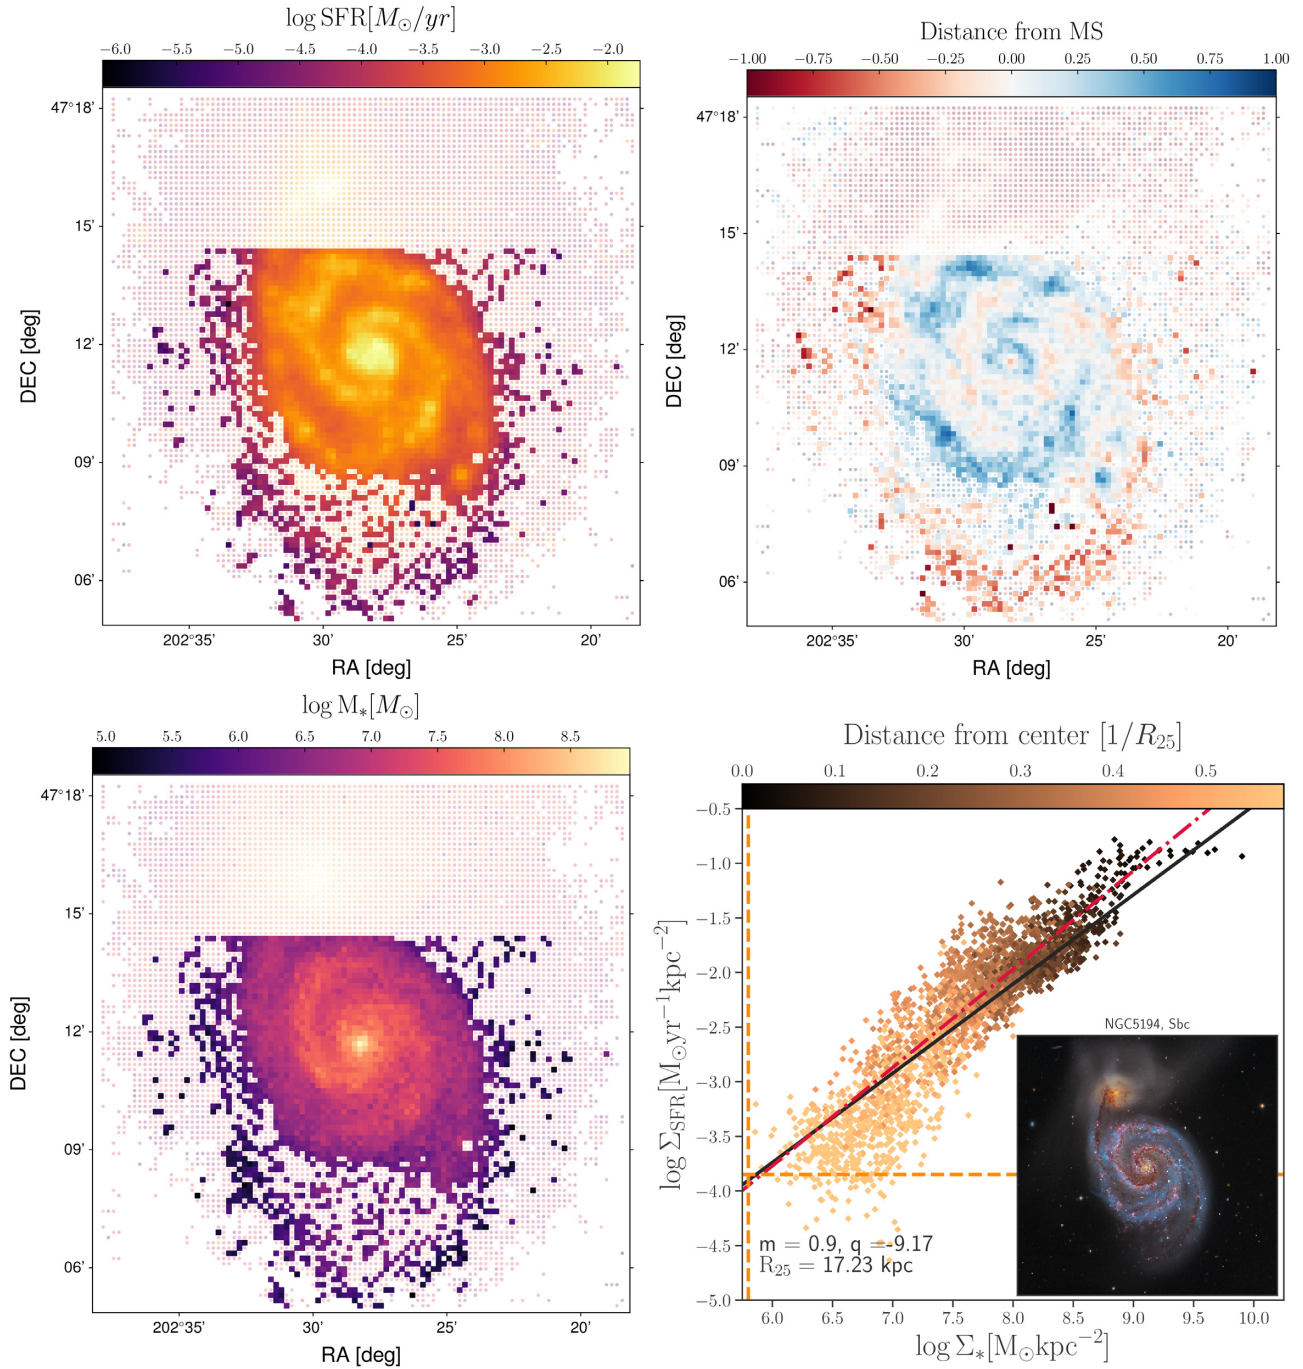 log SFR[M⊙/yr]
−6.0 −5.5 −5.0 −4.5 −4.0 −3.5 −3.0 −2.5 −2.0
47°18'
15'
12'
09'
06'
DEC [deg]
202°35' 30' 25' 20'
RA [deg]
Distance from MS
−1.00 −0.75 −0.50 −0.25 0.00 0.25 0.50 0.75 1.00
47°18'
15'
12'
09'
06'
DEC [deg]
202°35' 30' 25' 20'
RA [deg]
log M∗[M⊙]
5.0 5.5 6.0 6.5 7.0 7.5 8.0 8.5
47°18'
15'
12'
09'
06'
DEC [deg]
202°35' 30' 25' 20'
RA [deg]
Distance from center [1/R₂₅]
0.0 0.1 0.2 0.3 0.4 0.5
−0.5
−1.0
−1.5
−2.0
−2.5
−3.0
−3.5
−4.0
−4.5
−5.0
log Σ_SFR[M⊙yr⁻¹kpc⁻²]
NGC5194, Sbc
m = 0.9, q =-9.17
R₂₅ = 17.23 kpc
6.0 6.5 7.0 7.5 8.0 8.5 9.0 9.5 10.0
log Σ∗[M⊙kpc⁻²]